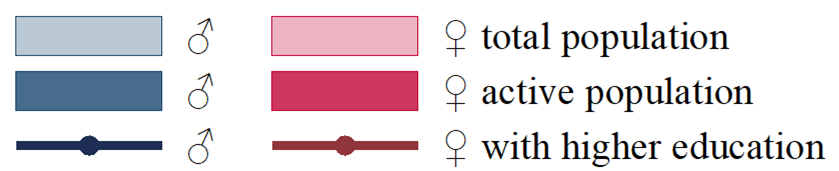 ♂ ♀ total population
♂ ♀ active population
♂ ♀ with higher education